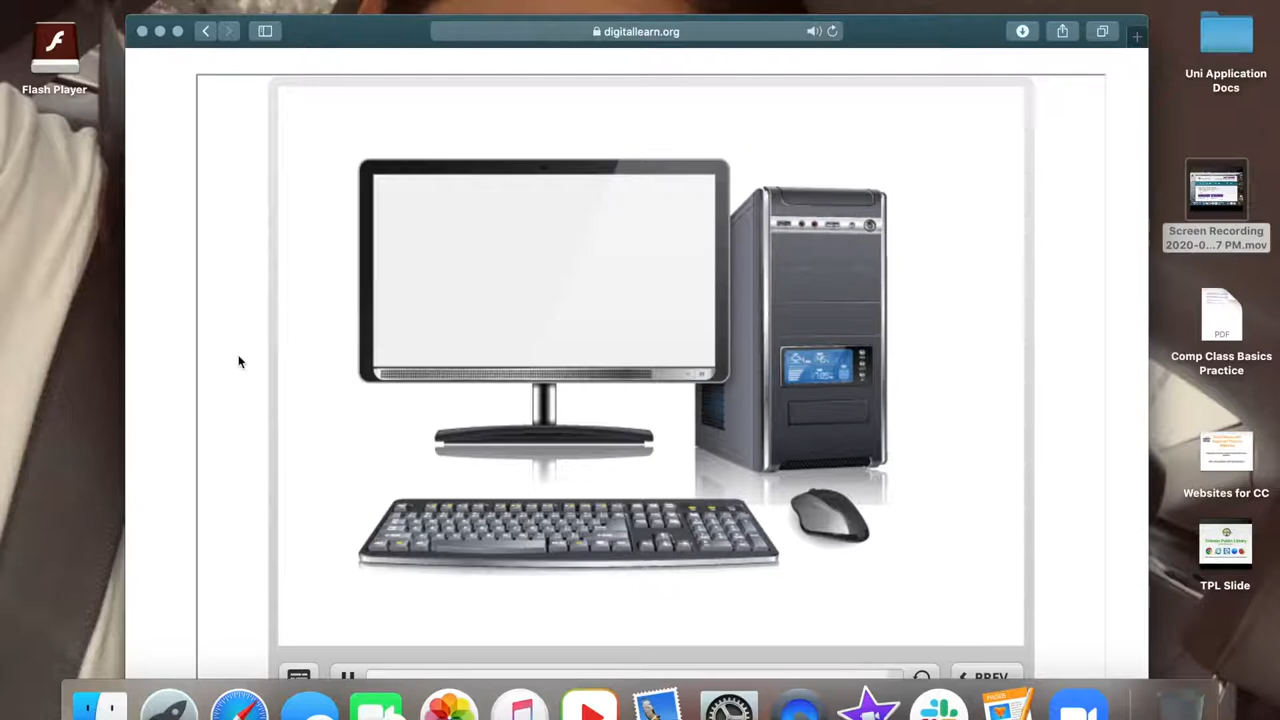 digitallearn.org
Flash Player
Uni Application
Docs
Screen Recording
2020-0...7 PM.mov
PDF
Comp Class Basics
Practice
Websites for CC
TPL Slide
PREV
PAGES